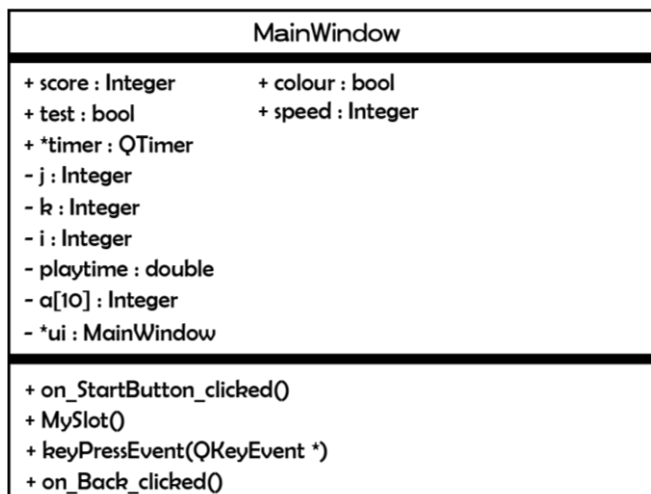 MainWindow
+ score : Integer + colour : bool
+ test : bool + speed : Integer
+ *timer : QTimer
- j : Integer
- k : Integer
- i : Integer
- playtime : double
- a[10] : Integer
- *ui : MainWindow
+ on_StartButton_clicked()
+ MySlot()
+ keyPressEvent(QKeyEvent *)
+ on_Back_clicked()